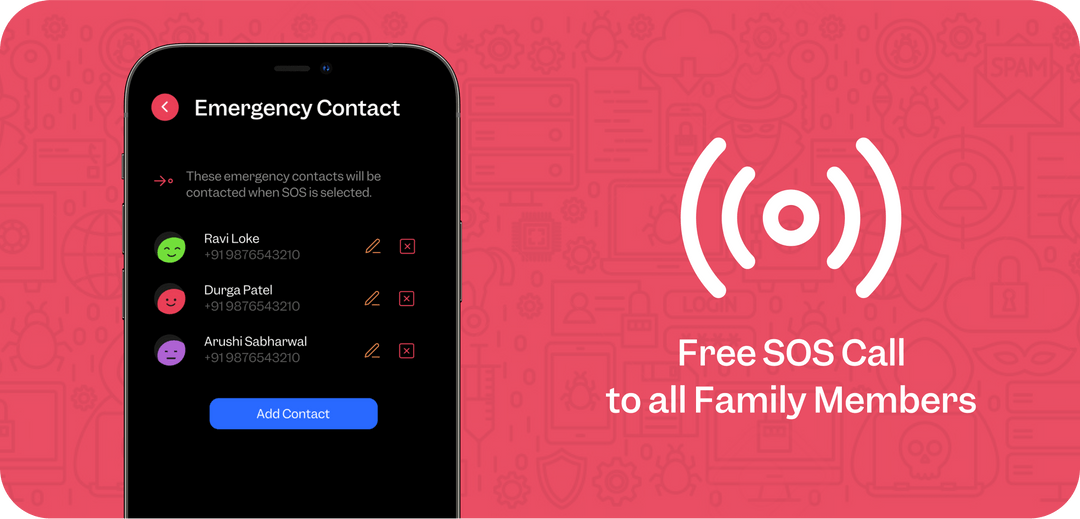 Emergency Contact
These emergency contacts will be
contacted when SOS is selected.
Ravi Loke
+91 9876543210
Durga Patel
+91 9876543210
Arushi Sabharwal
+91 9876543210
Add Contact
SPAM
Free SOS Call
to all Family Members